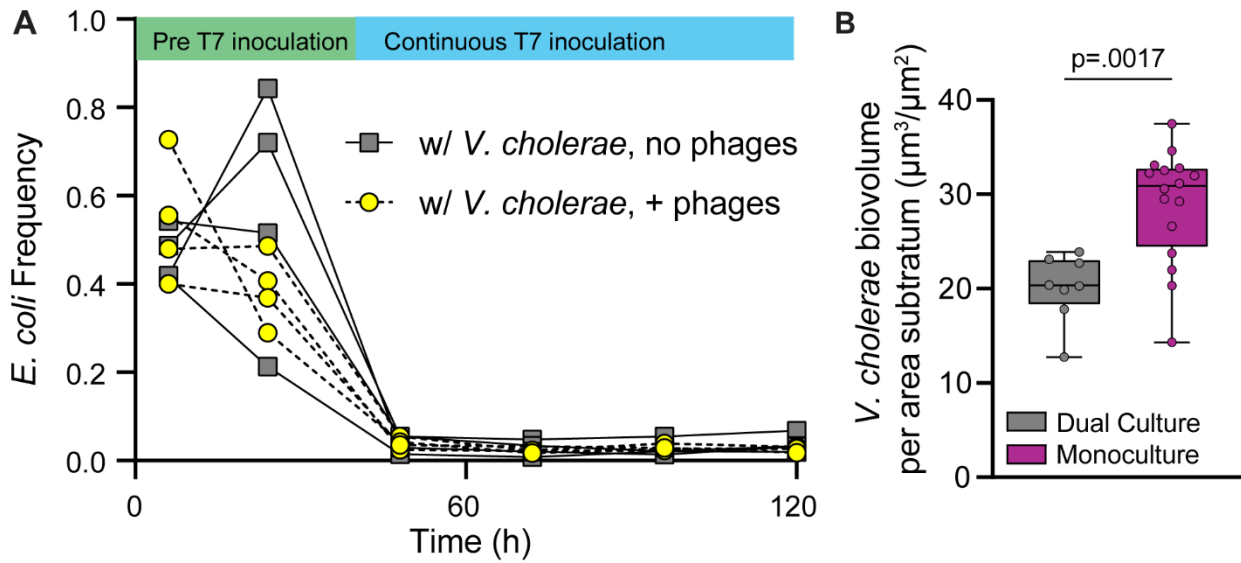 A
Pre T7 inoculation
Continuous T7 inoculation
w/ V. cholerae, no phages
w/ V. cholerae, + phages
E. coli Frequency
1.0
0.8
0.6
0.4
0.2
0.0
0
60
120
Time (h)
B
p=.0017
V. cholerae biovolume
per area subtratum (µm³/µm²)
40
30
20
10
0
Dual Culture
Monoculture